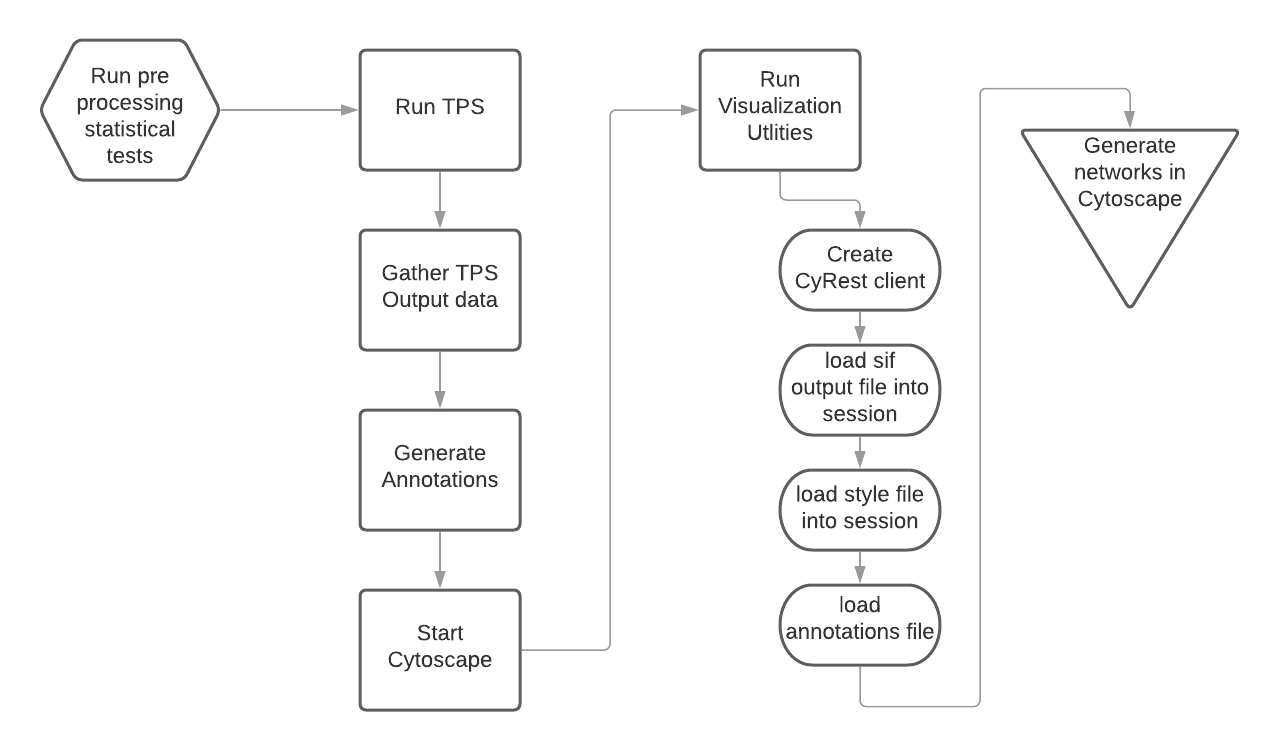 Run pre
processing
statistical
tests
Run TPS
Gather TPS
Output data
Generate
Annotations
Start
Cytoscape
Run
Visualization
Utlities
Create
CyRest client
load sif
output file into
session
load style file
into session
load
annotations file
Generate
networks in
Cytoscape